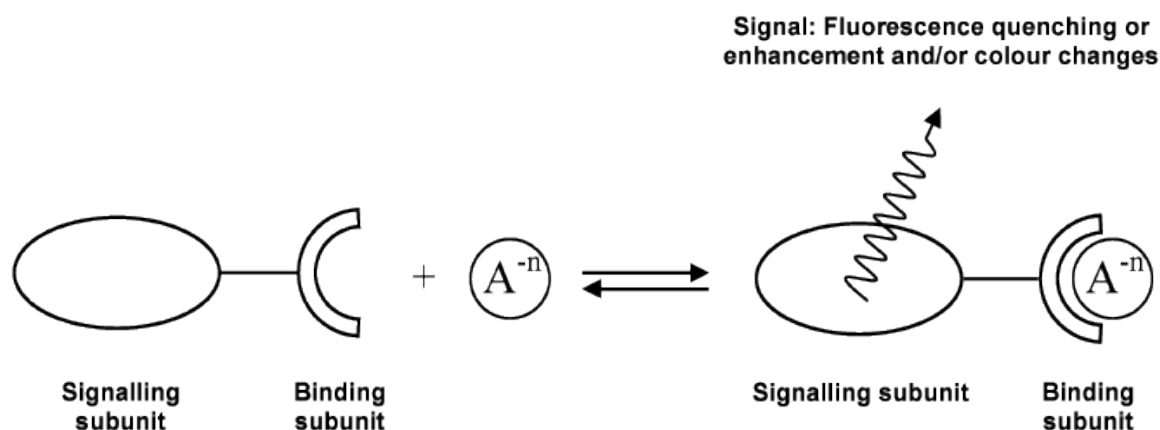 Signal: Fluorescence quenching or
enhancement and/or colour changes
+
A⁻ⁿ
A⁻ⁿ
Signalling
subunit
Binding
subunit
Signalling subunit
Binding
subunit